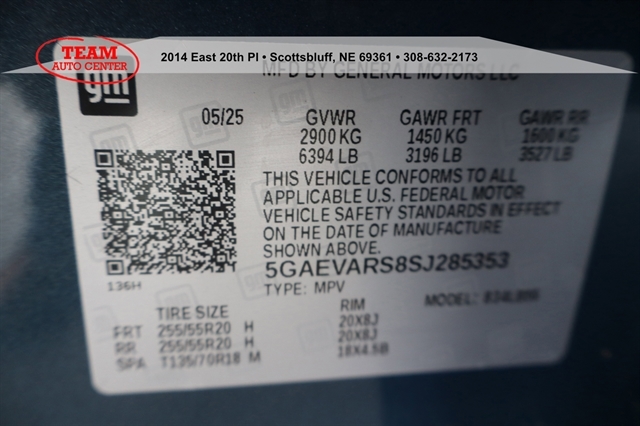 TEAM
AUTO CENTER
2014 East 20th Pl • Scottsbluff, NE 69361 • 308-632-2173
gm
MFD BY GENERAL MOTORS LLC
05/25 GVWR GAWR FRT GAWR RR
2900 KG 1450 KG 1600 KG
6394 LB 3196 LB 3527 LB
THIS VEHICLE CONFORMS TO ALL
APPLICABLE U.S. FEDERAL MOTOR
VEHICLE SAFETY STANDARDS IN EFFECT
ON THE DATE OF MANUFACTURE
SHOWN ABOVE.
136H
5GAEVARS8SJ285353
TYPE: MPV MODEL:
TIRE SIZE RIM
FRT 255/55R20 H 20X8J
RR 255/55R20 H 20X8J
SPA T135/70R18 M 18X4.5B